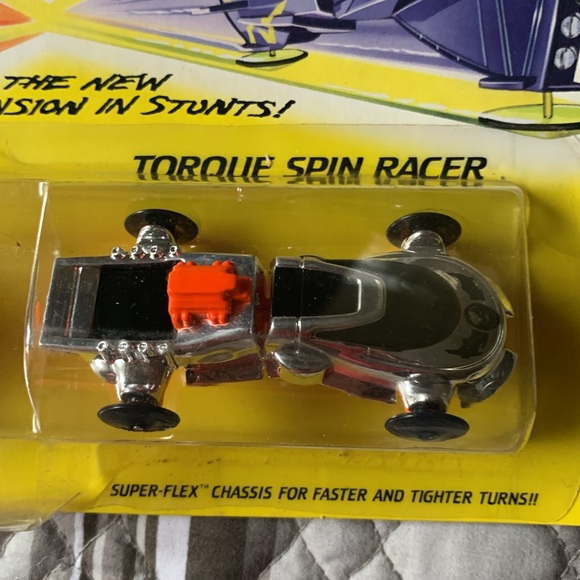 THE NEW
NSION IN STUNTS!
TORQUE SPIN RACER
SUPER-FLEX™ CHASSIS FOR FASTER AND TIGHTER TURNS!!